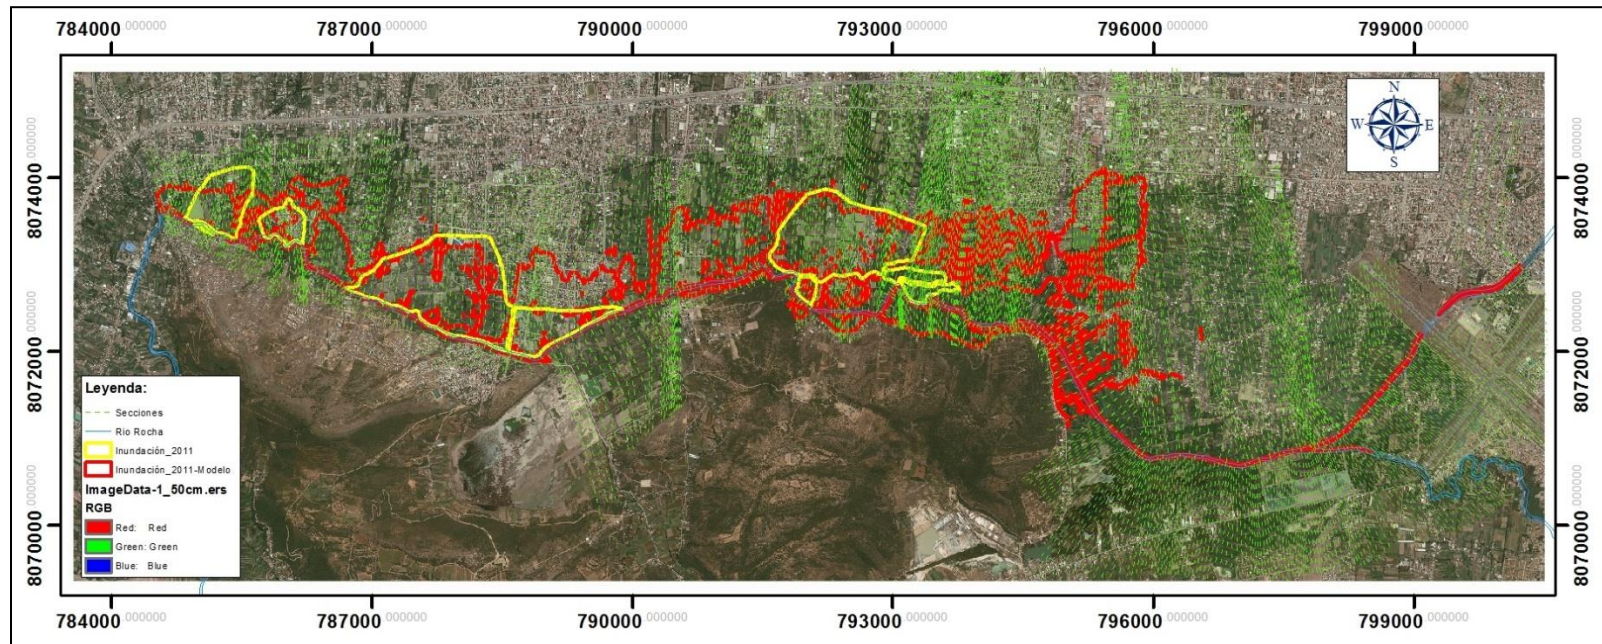 784000.000000 787000.000000 790000.000000 793000.000000 796000.000000 799000.000000
N
W E
S
8074000.000000 8074000.000000
8072000.000000 8072000.000000
8070000.000000 8070000.000000
Leyenda:
Secciones
Rio Rocha
Inundación_2011
Inundación_2011-Modelo
ImageData-1_50cm.ers
RGB
Red: Red
Green: Green
Blue: Blue
784000.000000 787000.000000 790000.000000 793000.000000 796000.000000 799000.000000